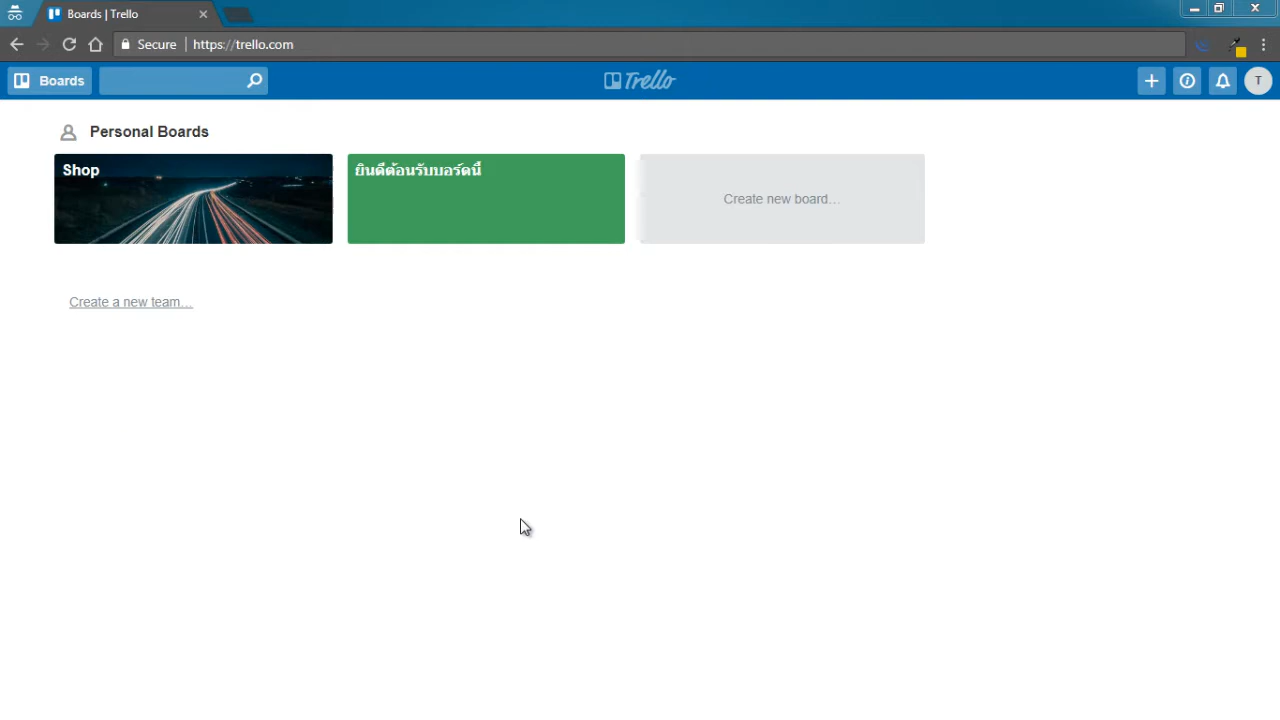 Boards | Trello
Secure | https://trello.com
Boards
Trello
T
Personal Boards
Shop
ยินดีต้อนรับบอร์ดนี้
Create new board...
Create a new team...